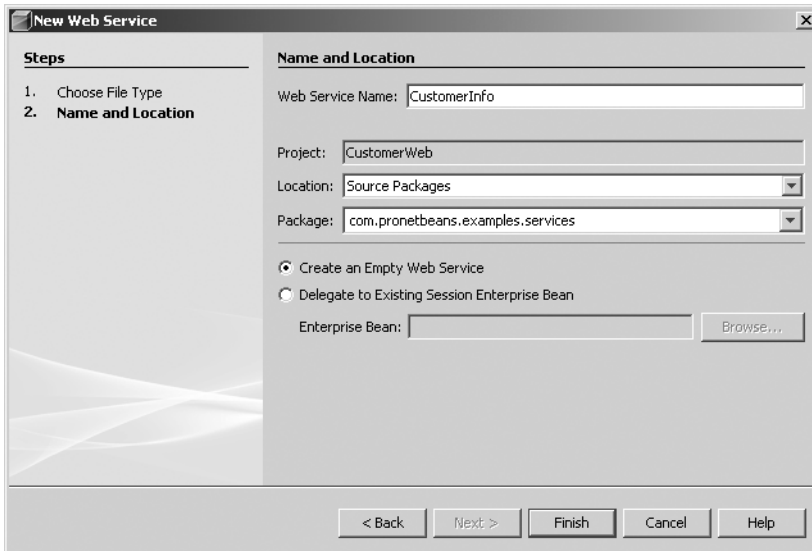 New Web Service
Steps
1. Choose File Type
2. Name and Location
Name and Location
Web Service Name: CustomerInfo
Project: CustomerWeb
Location: Source Packages
Package: com.pronetbeans.examples.services
Create an Empty Web Service
Delegate to Existing Session Enterprise Bean
Enterprise Bean: Browse...
< Back Next > Finish Cancel Help